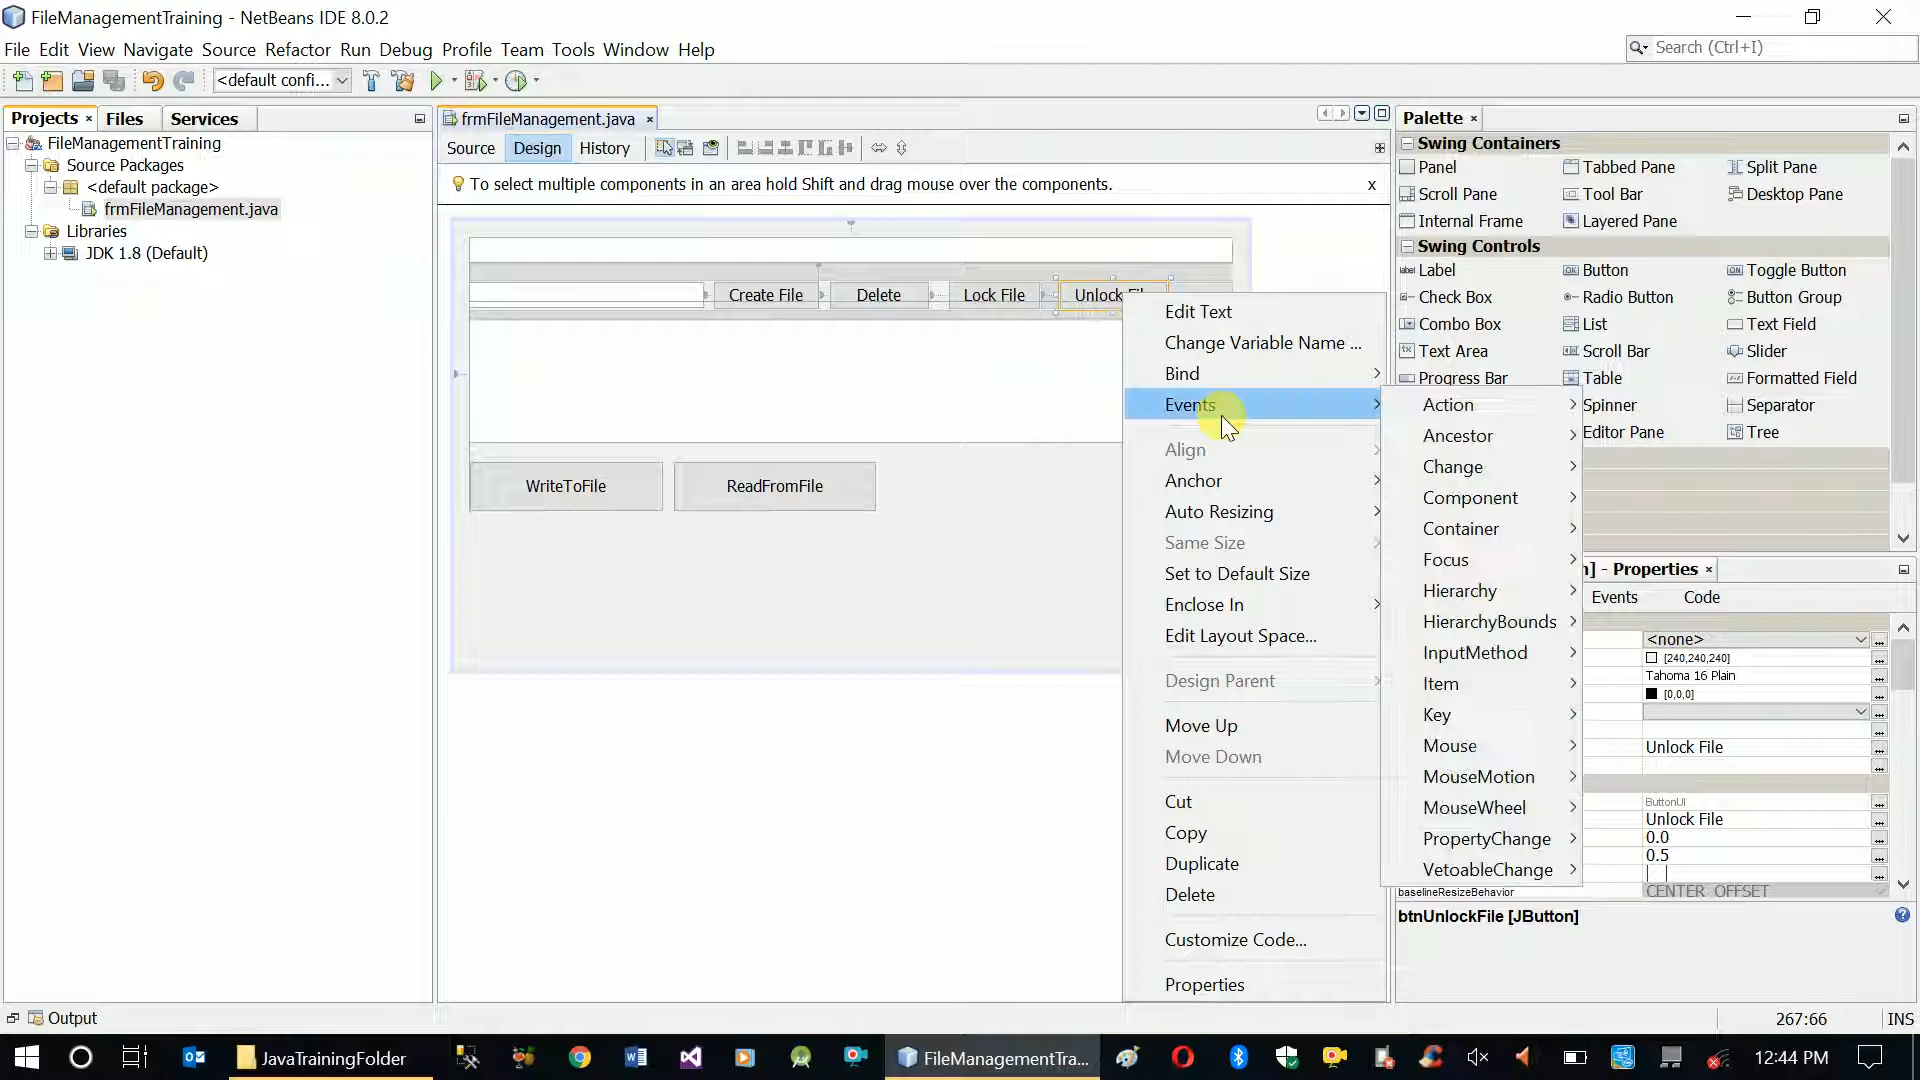 FileManagementTraining - NetBeans IDE 8.0.2
File Edit View Navigate Source Refactor Run Debug Profile Team Tools Window Help
Search (Ctrl+I)
<default confi...
Projects Files Services
frmFileManagement.java
Palette
FileManagementTraining
Source Packages
<default package>
frmFileManagement.java
Libraries
JDK 1.8 (Default)
Source Design History
To select multiple components in an area hold Shift and drag mouse over the components. x
Create File Delete Lock File Unlock
WriteToFile ReadFromFile
Edit Text
Change Variable Name ...
Bind
Events
Align
Anchor
Auto Resizing
Same Size
Set to Default Size
Enclose In
Edit Layout Space...
Design Parent
Move Up
Move Down
Cut
Copy
Duplicate
Delete
Customize Code...
Properties
Action
Ancestor
Change
Component
Container
Focus
Hierarchy
HierarchyBounds
InputMethod
Item
Key
Mouse
MouseMotion
MouseWheel
PropertyChange
VetoableChange
Swing Containers
Panel Tabbed Pane Split Pane
Scroll Pane Tool Bar Desktop Pane
Internal Frame Layered Pane
Swing Controls
Label Button Toggle Button
Check Box Radio Button Button Group
Combo Box List Text Field
Text Area Scroll Bar Slider
Progress Bar Table Formatted Field
Spinner Separator
Editor Pane Tree
] - Properties
Events Code
<none>
[240,240,240]
Tahoma 16 Plain
[0,0,0]
Unlock File
ButtonUI
Unlock File
0.0
0.5
baselineResizeBehavior CENTER_OFFSET
btnUnlockFile [JButton]
Output
267:66 INS
JavaTrainingFolder
FileManagementTra...
12:44 PM